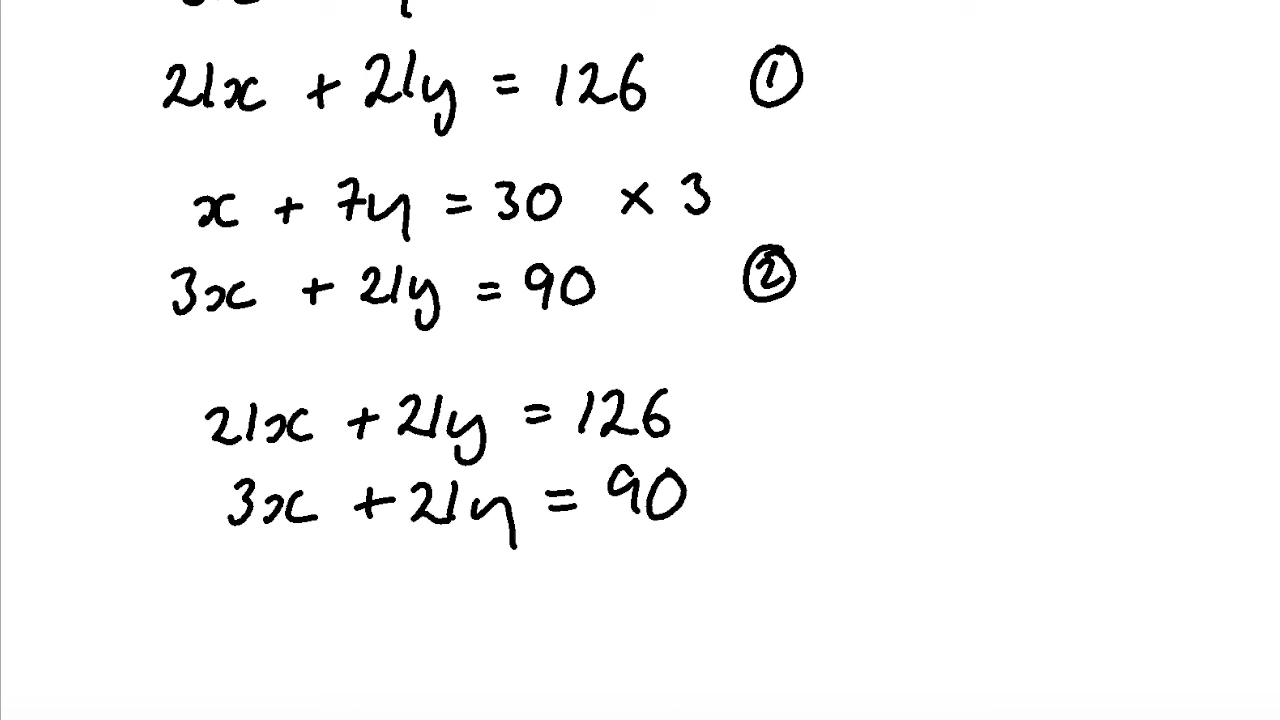 21x + 21y = 126 ①
x + 7y = 30 × 3
3x + 21y = 90 ②
21x + 21y = 126
3x + 21y = 90